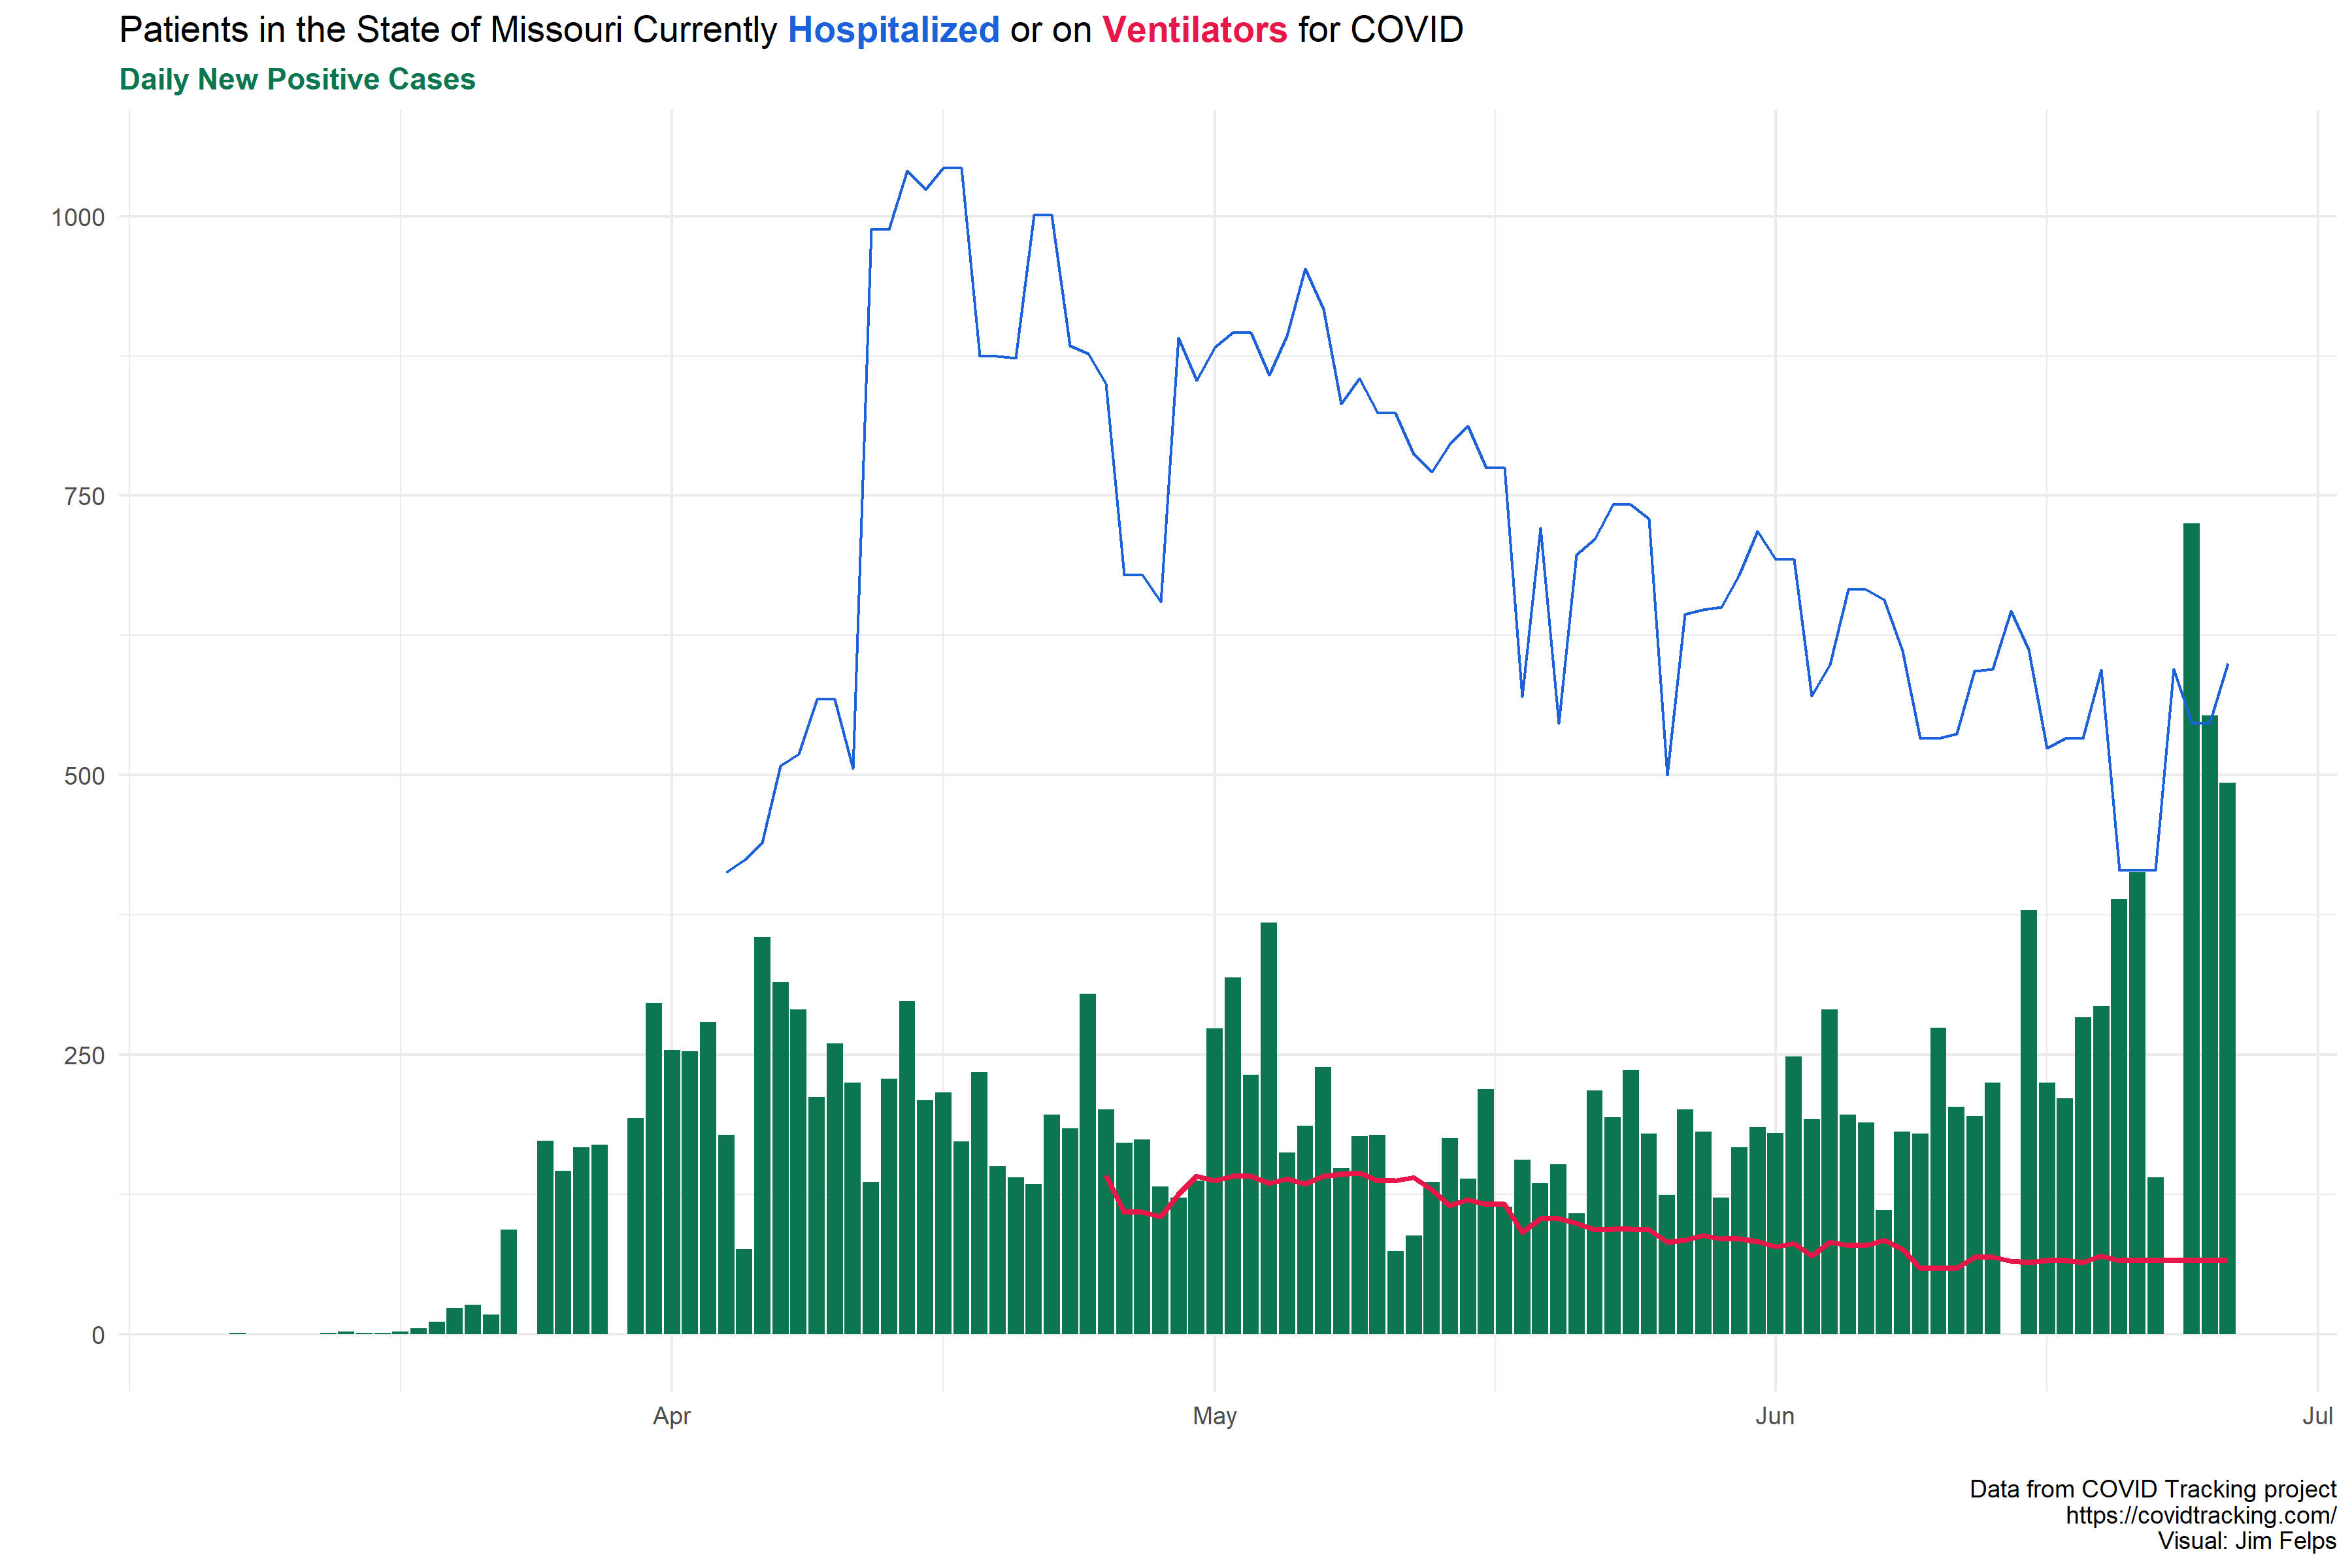 Patients in the State of Missouri Currently Hospitalized or on Ventilators for COVID
Daily New Positive Cases
1000
750
500
250
0
Apr May Jun Jul
Data from COVID Tracking project
https://covidtracking.com/
Visual: Jim Felps